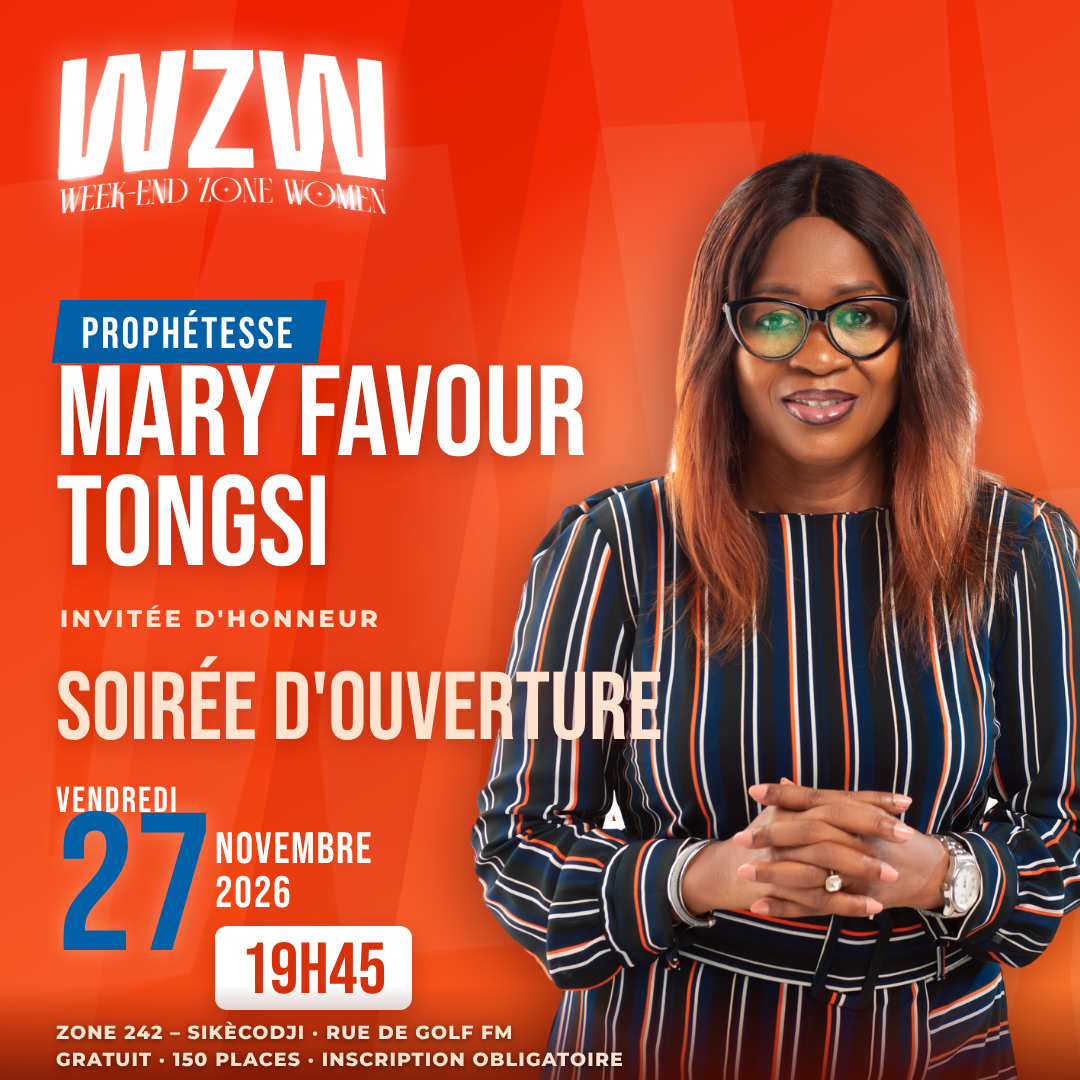 WZW
WEEK-END ZONE WOMEN
PROPHÉTESSE
MARY FAVOUR
TONGSI
INVITÉE D'HONNEUR
SOIRÉE D'OUVERTURE
VENDREDI
27
NOVEMBRE
2026
19H45
ZONE 242 – SIKÈCODJI · RUE DE GOLF FM
GRATUIT · 150 PLACES · INSCRIPTION OBLIGATOIRE